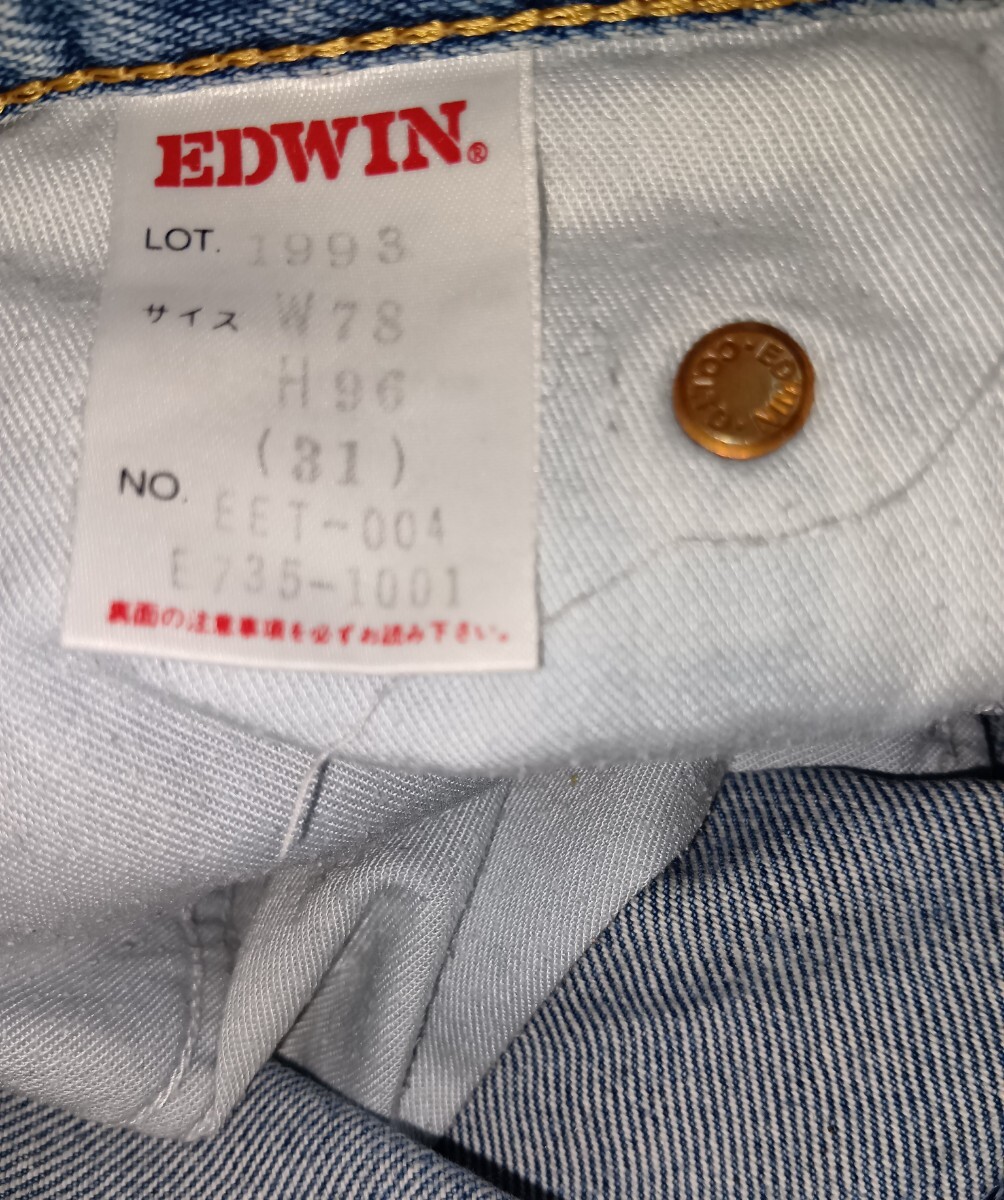 EDWIN®
LOT. 1993
サイズ W78
H96
(31)
NO.
EET-004
E735-1001
裏面の注意事項を必ずお読み下さい。
EDWIN・TOKYO・